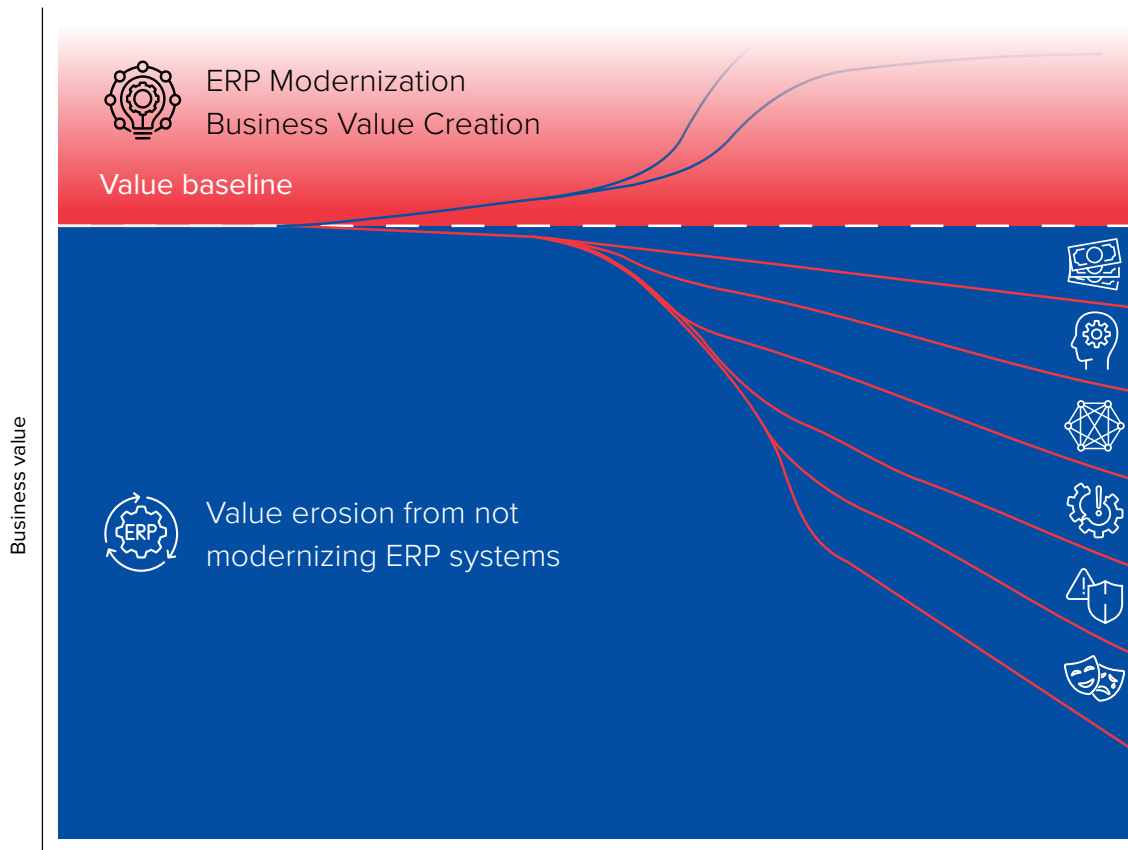 ERP Modernization
Business Value Creation
Value baseline
Business value
ERP
Value erosion from not
modernizing ERP systems